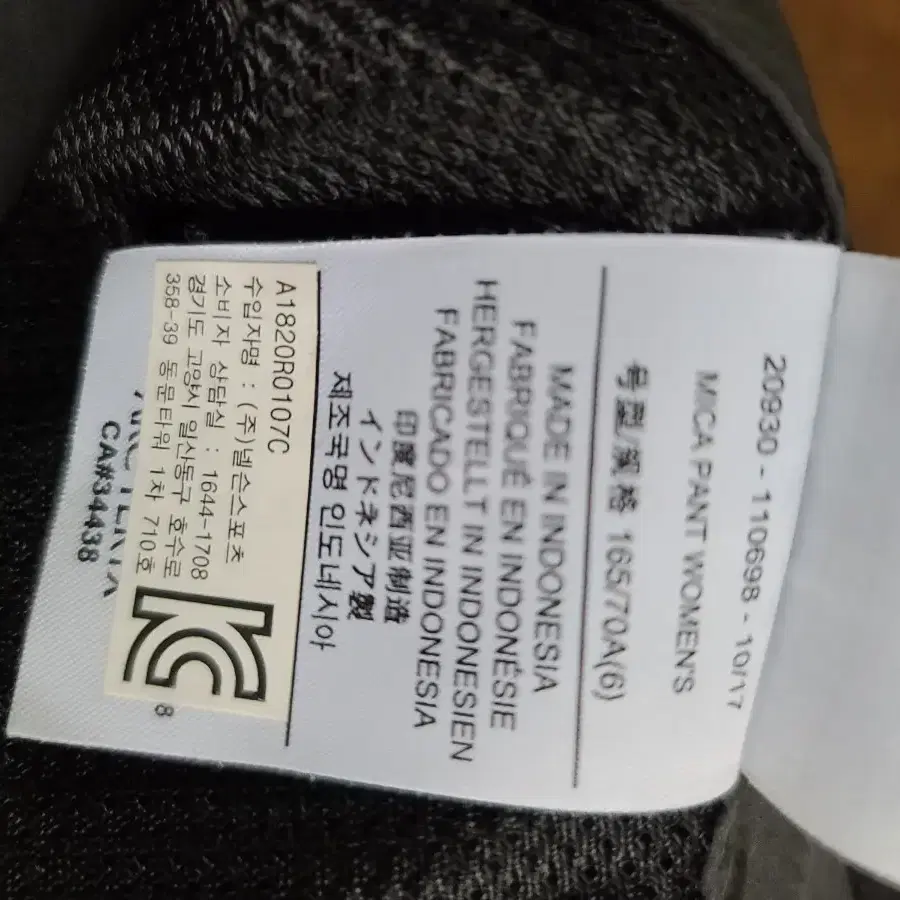 20930 - 110698 - 10/17
MICA PANT WOMEN'S
号型/规格 165/70A(6)
MADE IN INDONESIA
FABRIQUÉ EN INDONÉSIE
HERGESTELLT IN INDONESIEN
FABRICADO EN INDONESIA
印度尼西亚制造
インドネシア製
제조국명 인도네시아
A1820R0107C
수입자명 : (주)넬슨스포츠
소비자 상담실 : 1644-1708
경기도 고양시 일산동구 호수로
358-39 동문타워 1차 710호
CA#34438
8